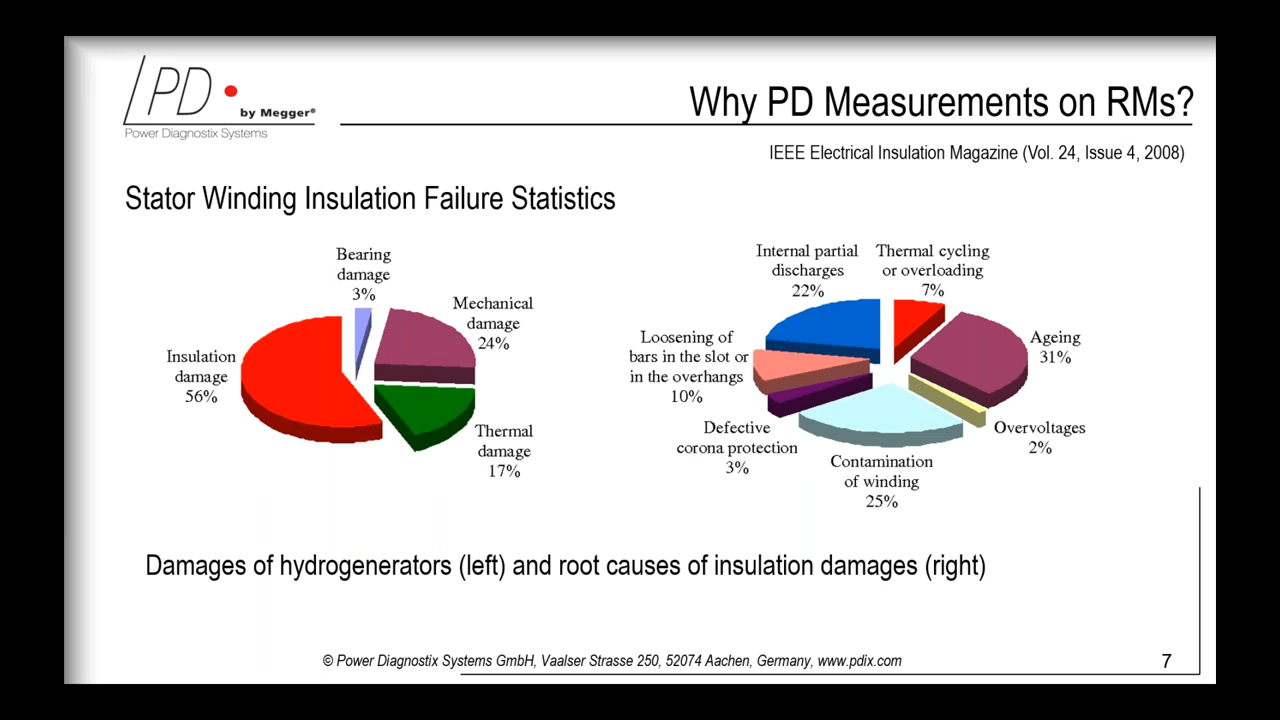 PD
by Megger®
Power Diagnostix Systems
Why PD Measurements on RMs?
IEEE Electrical Insulation Magazine (Vol. 24, Issue 4, 2008)
Stator Winding Insulation Failure Statistics
Bearing
damage
3%
Mechanical
damage
24%
Insulation
damage
56%
Thermal
damage
17%
Internal partial
discharges
22%
Thermal cycling
or overloading
7%
Loosening of
bars in the slot or
in the overhangs
10%
Ageing
31%
Defective
corona protection
3%
Overvoltages
2%
Contamination
of winding
25%
Damages of hydrogenerators (left) and root causes of insulation damages (right)
© Power Diagnostix Systems GmbH, Vaalser Strasse 250, 52074 Aachen, Germany, www.pdix.com
7